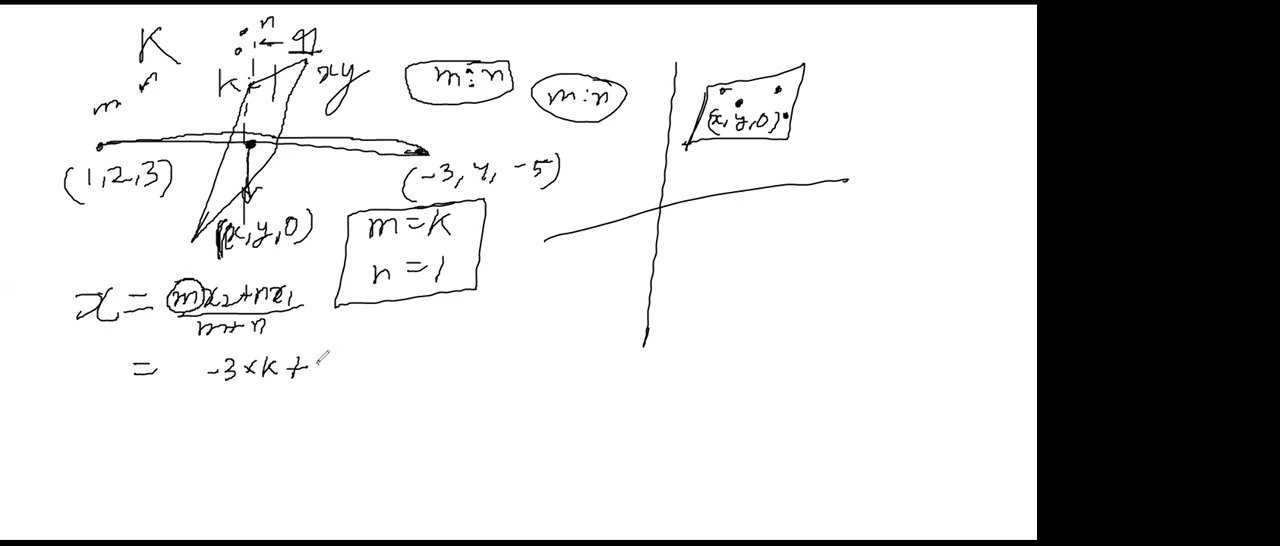 K
n
m n
k : 1
xy
m:n
m:n
(1,2,3)
(-3, 4, -5)
(x, y, 0)
(x, y, 0)
m = k
n = 1
x = mx₂+nx₁ / m+n
= -3×k+